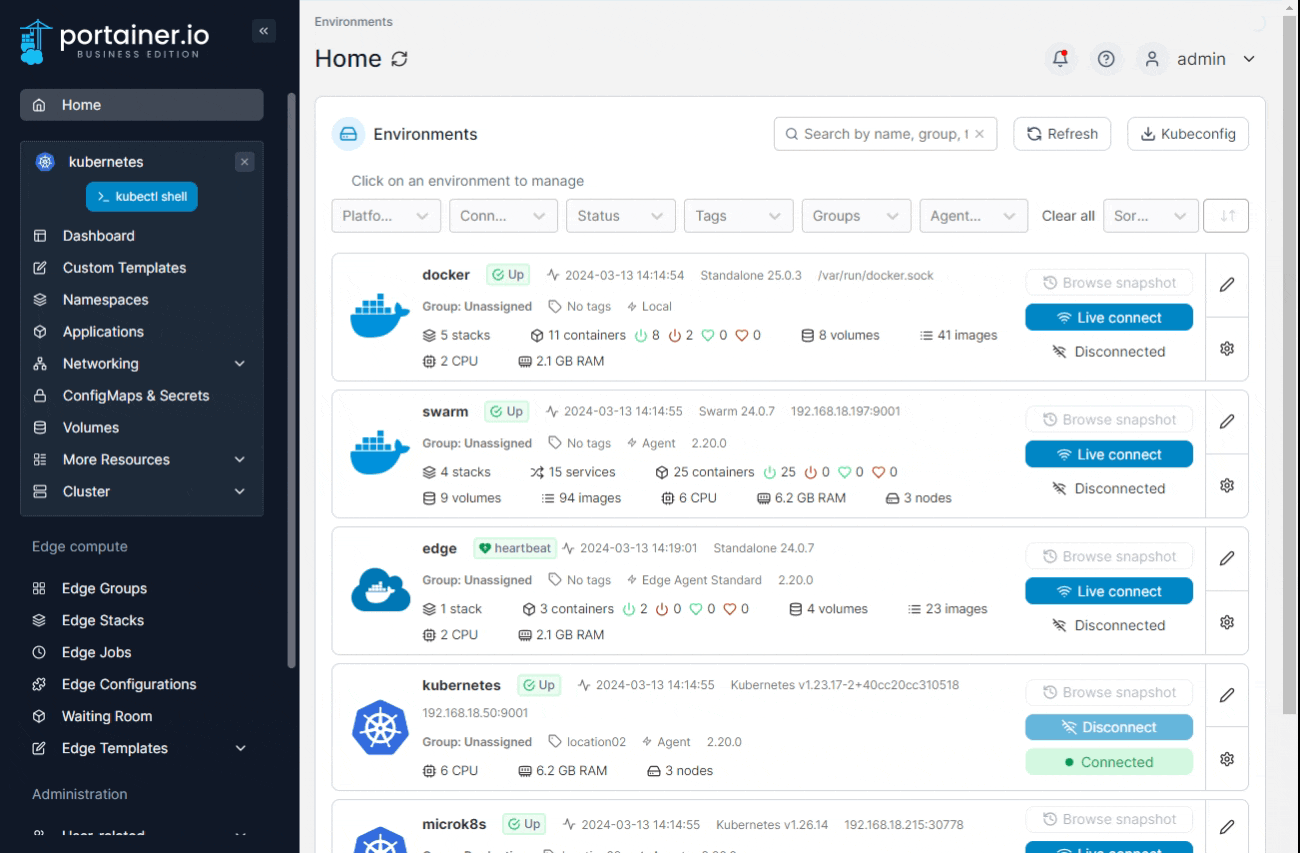 portainer.io
BUSINESS EDITION
Home
kubernetes
kubectl shell
Dashboard
Custom Templates
Namespaces
Applications
Networking
ConfigMaps & Secrets
Volumes
More Resources
Cluster
Edge compute
Edge Groups
Edge Stacks
Edge Jobs
Edge Configurations
Waiting Room
Edge Templates
Administration
User-related
Environments
Home
admin
Environments
Search by name, group, t
Refresh
Kubeconfig
Click on an environment to manage
Platfo... Conn... Status Tags Groups Agent... Clear all Sor...
docker Up 2024-03-13 14:14:54 Standalone 25.0.3 /var/run/docker.sock
Group: Unassigned No tags Local
5 stacks 11 containers 8 2 0 0 8 volumes 41 images
2 CPU 2.1 GB RAM
Browse snapshot
Live connect
Disconnected
swarm Up 2024-03-13 14:14:55 Swarm 24.0.7 192.168.18.197:9001
Group: Unassigned No tags Agent 2.20.0
4 stacks 15 services 25 containers 25 0 0 0
9 volumes 94 images 6 CPU 6.2 GB RAM 3 nodes
Browse snapshot
Live connect
Disconnected
edge heartbeat 2024-03-13 14:19:01 Standalone 24.0.7
Group: Unassigned No tags Edge Agent Standard 2.20.0
1 stack 3 containers 2 0 0 0 4 volumes 23 images
2 CPU 2.1 GB RAM
Browse snapshot
Live connect
Disconnected
kubernetes Up 2024-03-13 14:14:55 Kubernetes v1.23.17-2+40cc20cc310518
192.168.18.50:9001
Group: Unassigned location02 Agent 2.20.0
6 CPU 6.2 GB RAM 3 nodes
Browse snapshot
Disconnect
Connected
microk8s Up 2024-03-13 14:14:55 Kubernetes v1.26.14 192.168.18.215:30778
Browse snapshot
Live connect